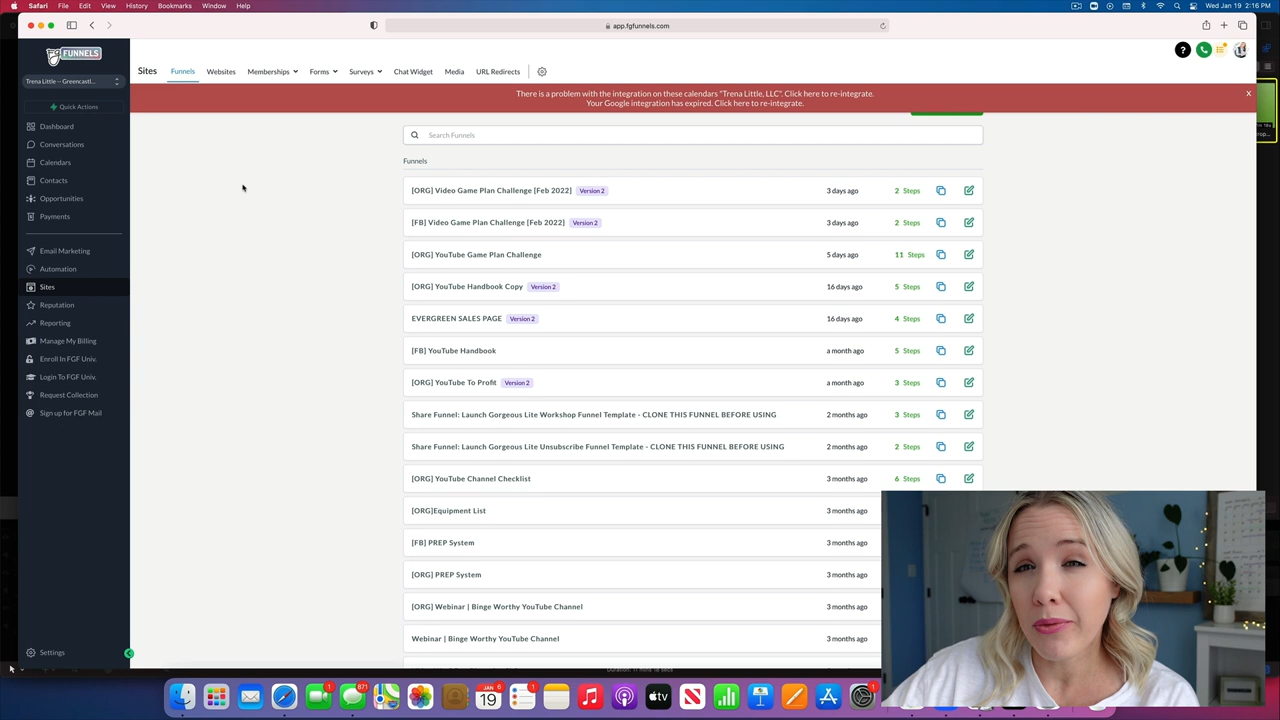 Safari File Edit View History Bookmarks Window Help
Wed Jan 19 2:16 PM
app.fgfunnels.com
FUNNELS
Trena Little -- Greencastl...
Quick Actions
Dashboard
Conversations
Calendars
Contacts
Opportunities
Payments
Email Marketing
Automation
Sites
Reputation
Reporting
Manage My Billing
Enroll In FGF Univ.
Login To FGF Univ.
Request Collection
Sign up for FGF Mail
Settings
Sites Funnels Websites Memberships Forms Surveys Chat Widget Media URL Redirects
There is a problem with the integration on these calendars "Trena Little, LLC". Click here to re-integrate.
Your Google integration has expired. Click here to re-integrate.
X
Search Funnels
Funnels
[ORG] Video Game Plan Challenge [Feb 2022] Version 2 3 days ago 2 Steps
[FB] Video Game Plan Challenge [Feb 2022] Version 2 3 days ago 2 Steps
[ORG] YouTube Game Plan Challenge 5 days ago 11 Steps
[ORG] YouTube Handbook Copy Version 2 16 days ago 5 Steps
EVERGREEN SALES PAGE Version 2 16 days ago 4 Steps
[FB] YouTube Handbook a month ago 5 Steps
[ORG] YouTube To Profit Version 2 a month ago 3 Steps
Share Funnel: Launch Gorgeous Lite Workshop Funnel Template - CLONE THIS FUNNEL BEFORE USING 2 months ago 3 Steps
Share Funnel: Launch Gorgeous Lite Unsubscribe Funnel Template - CLONE THIS FUNNEL BEFORE USING 2 months ago 2 Steps
[ORG] YouTube Channel Checklist 3 months ago 6 Steps
[ORG]Equipment List 3 months ago
[FB] PREP System 3 months ago
[ORG] PREP System 3 months ago
[ORG] Webinar | Binge Worthy YouTube Channel 3 months ago
Webinar | Binge Worthy YouTube Channel 3 months ago
JAN 6
19
1
871
1
tv
1